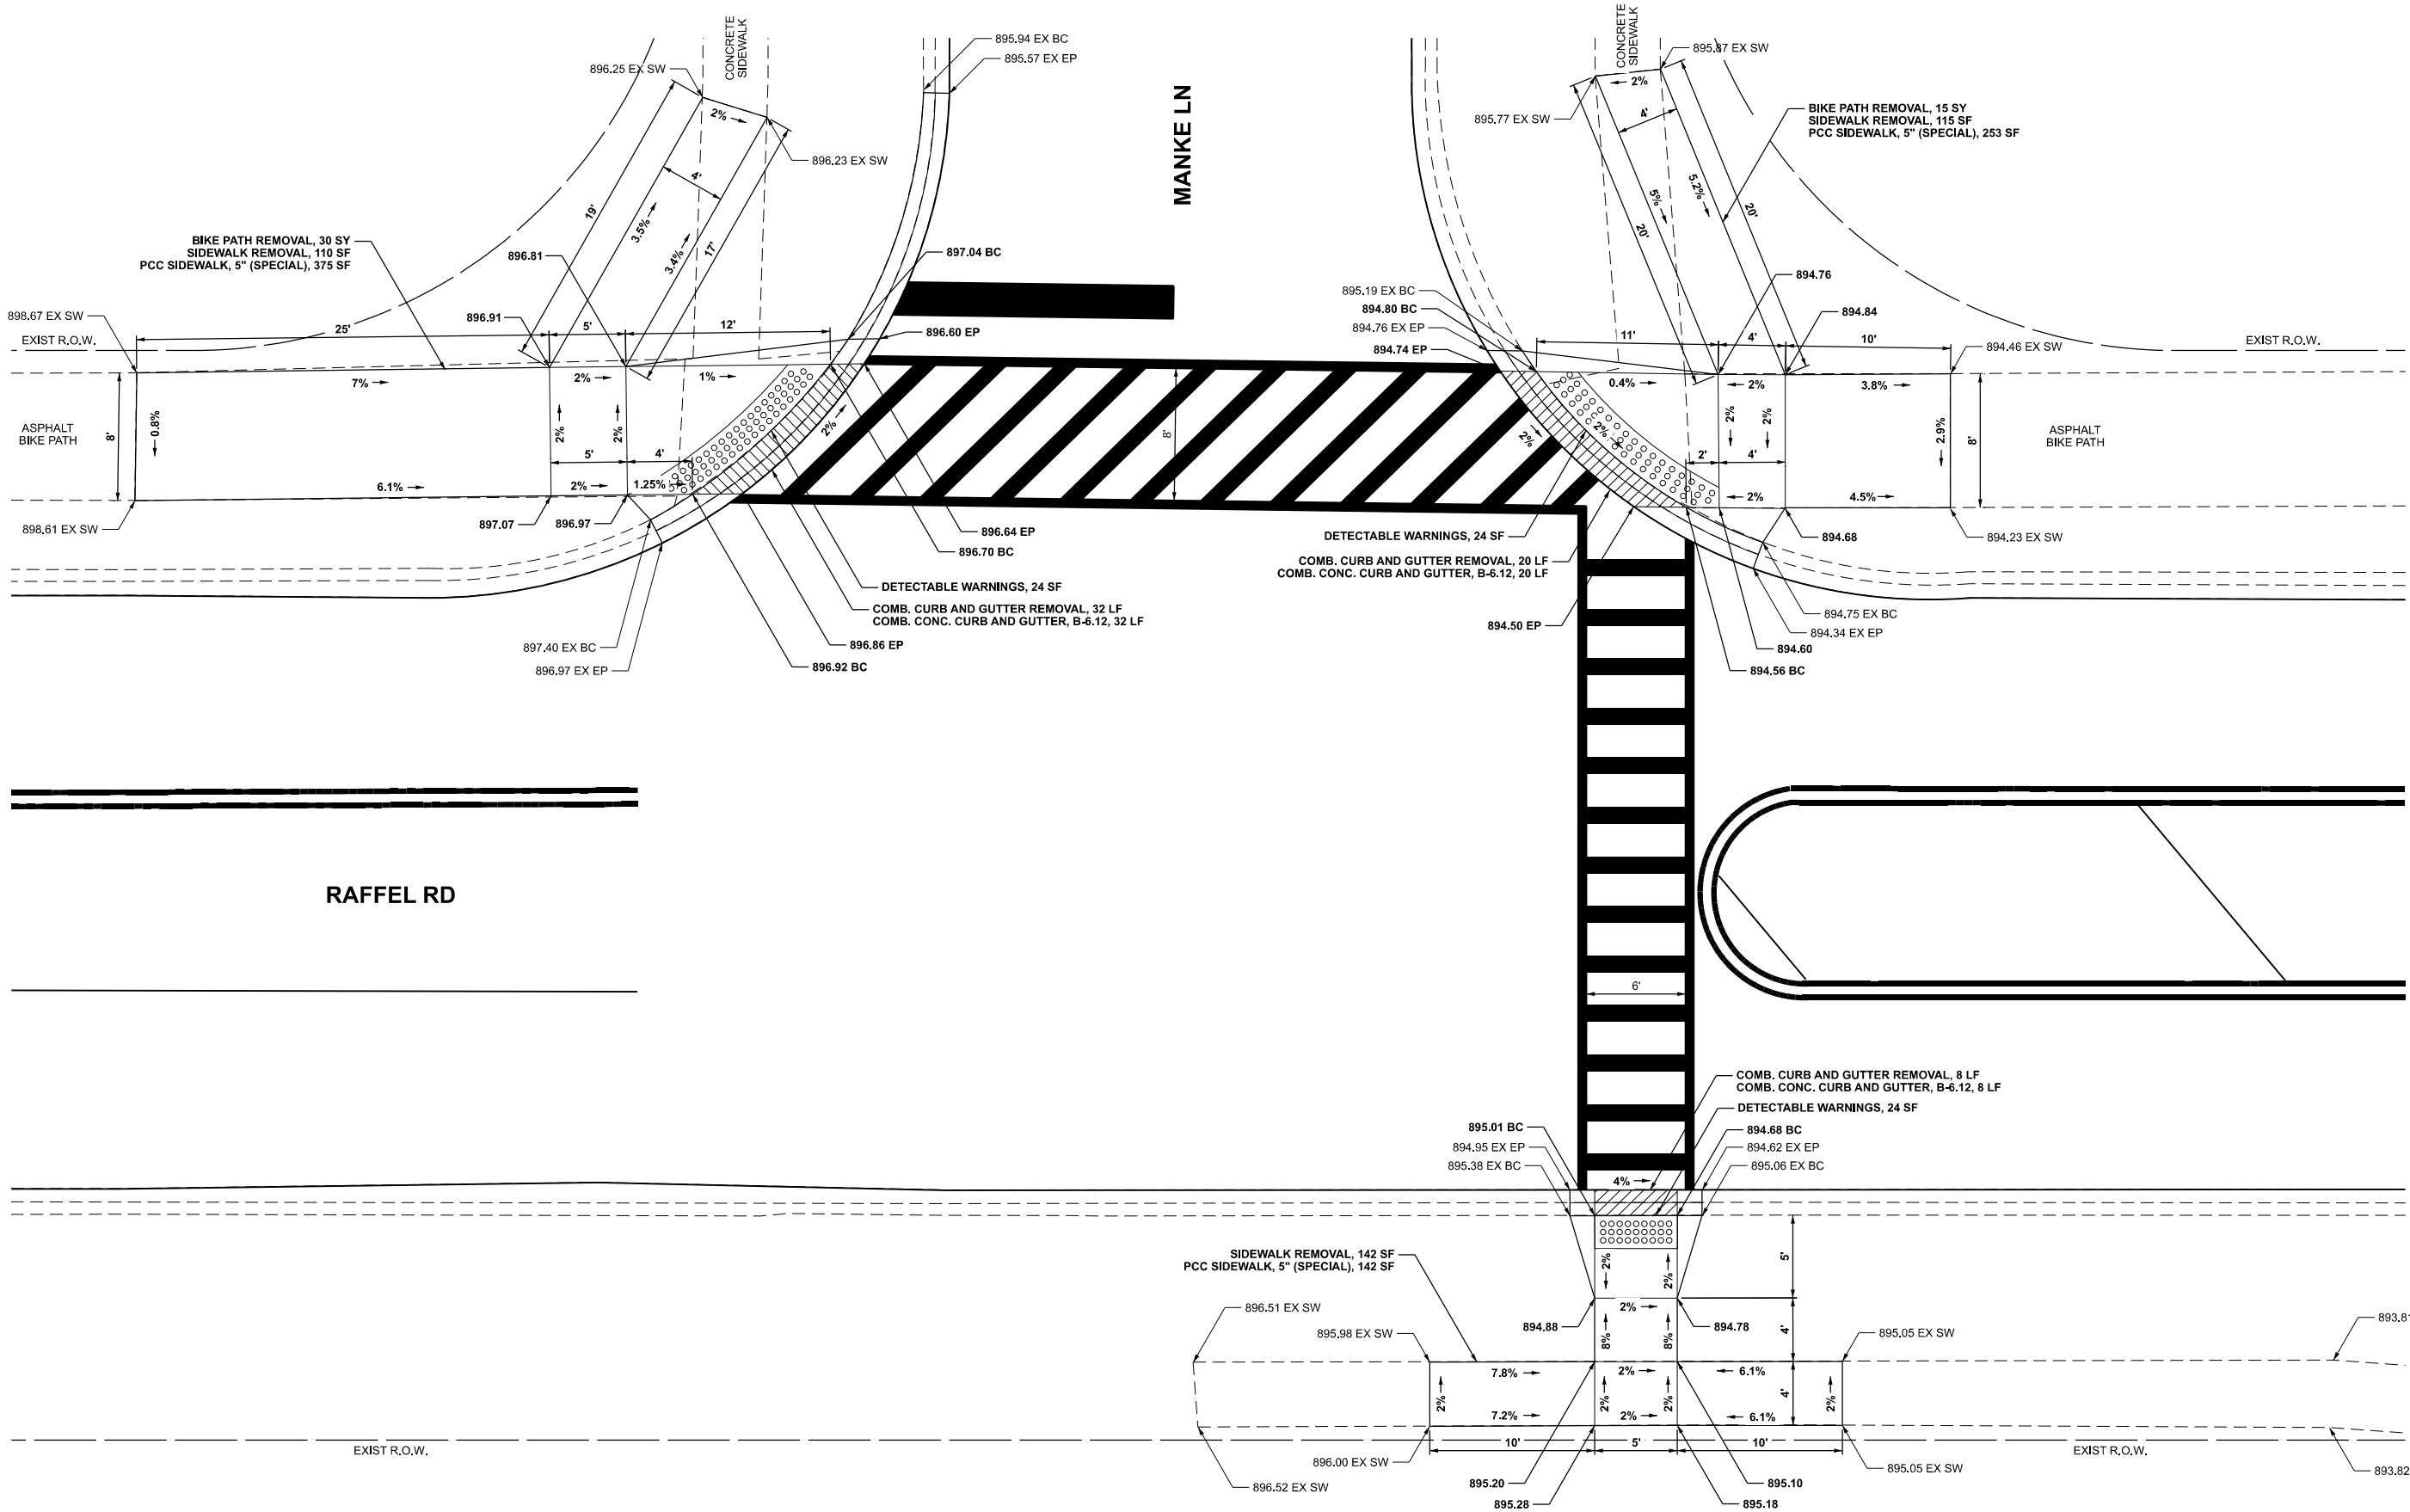 CONCRETE
SIDEWALK
895.94 EX BC
895.57 EX EP
896.25 EX SW
2%
896.23 EX SW
4'
19'
3.5%
3.4%
17'
BIKE PATH REMOVAL, 30 SY
SIDEWALK REMOVAL, 110 SF
PCC SIDEWALK, 5" (SPECIAL), 375 SF
896.81
897.04 BC
898.67 EX SW
896.91
25'
5'
12'
896.60 EP
EXIST R.O.W.
7%
2%
1%
ASPHALT
BIKE PATH
8'
0.8%
2%
2%
2%
5'
4'
6.1%
2%
1.25%
898.61 EX SW
897.07
896.97
896.64 EP
896.70 BC
DETECTABLE WARNINGS, 24 SF
COMB. CURB AND GUTTER REMOVAL, 32 LF
COMB. CONC. CURB AND GUTTER, B-6.12, 32 LF
897.40 EX BC
896.97 EX EP
896.86 EP
896.92 BC
MANKE LN
8'
CONCRETE
SIDEWALK
895.87 EX SW
2%
895.77 EX SW
4'
BIKE PATH REMOVAL, 15 SY
SIDEWALK REMOVAL, 115 SF
PCC SIDEWALK, 5" (SPECIAL), 253 SF
5%
5.2%
20'
20'
894.76
895.19 EX BC
894.80 BC
894.76 EX EP
894.74 EP
894.84
11'
4'
10'
894.46 EX SW
EXIST R.O.W.
0.4%
2%
3.8%
2%
2%
2%
2%
2.9%
8'
ASPHALT
BIKE PATH
2'
4'
2%
4.5%
894.68
894.23 EX SW
DETECTABLE WARNINGS, 24 SF
COMB. CURB AND GUTTER REMOVAL, 20 LF
COMB. CONC. CURB AND GUTTER, B-6.12, 20 LF
894.50 EP
894.75 EX BC
894.34 EX EP
894.60
894.56 BC
RAFFEL RD
6'
COMB. CURB AND GUTTER REMOVAL, 8 LF
COMB. CONC. CURB AND GUTTER, B-6.12, 8 LF
DETECTABLE WARNINGS, 24 SF
895.01 BC
894.95 EX EP
895.38 EX BC
894.68 BC
894.62 EX EP
895.06 EX BC
4%
SIDEWALK REMOVAL, 142 SF
PCC SIDEWALK, 5" (SPECIAL), 142 SF
2%
2%
5'
896.51 EX SW
895.98 EX SW
894.88
2%
894.78
4'
895.05 EX SW
893.81
8%
8%
7.8%
2%
6.1%
2%
2%
2%
2%
4'
7.2%
2%
6.1%
10'
5'
10'
EXIST R.O.W.
EXIST R.O.W.
896.00 EX SW
896.52 EX SW
895.20
895.28
895.10
895.18
895.05 EX SW
893.82